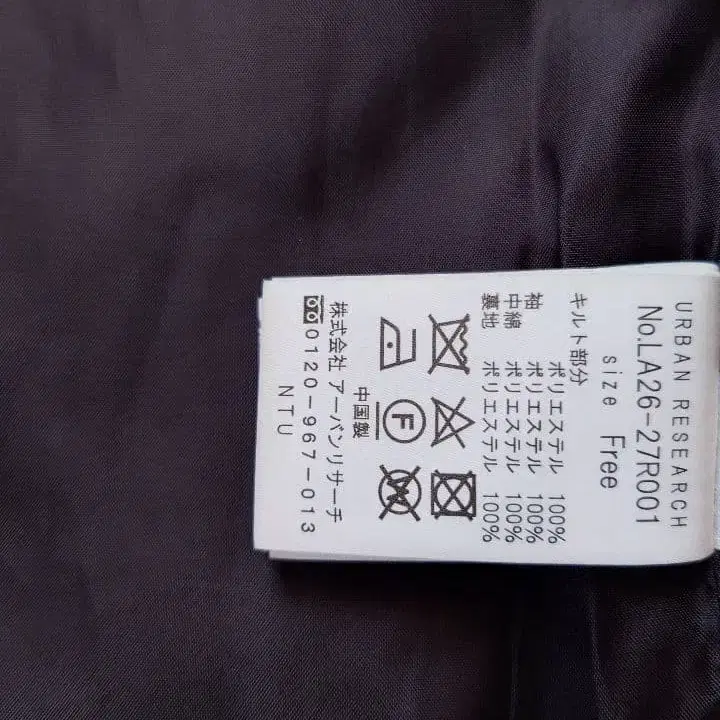 URBAN RESEARCH
No.LA26-27R001
size Free
キルト部分
ポリエステル 100%
袖 ポリエステル 100%
中綿 ポリエステル 100%
裏地 ポリエステル 100%
F W
中国製
株式会社 アーバンリサーチ
0120-967-013
NTU